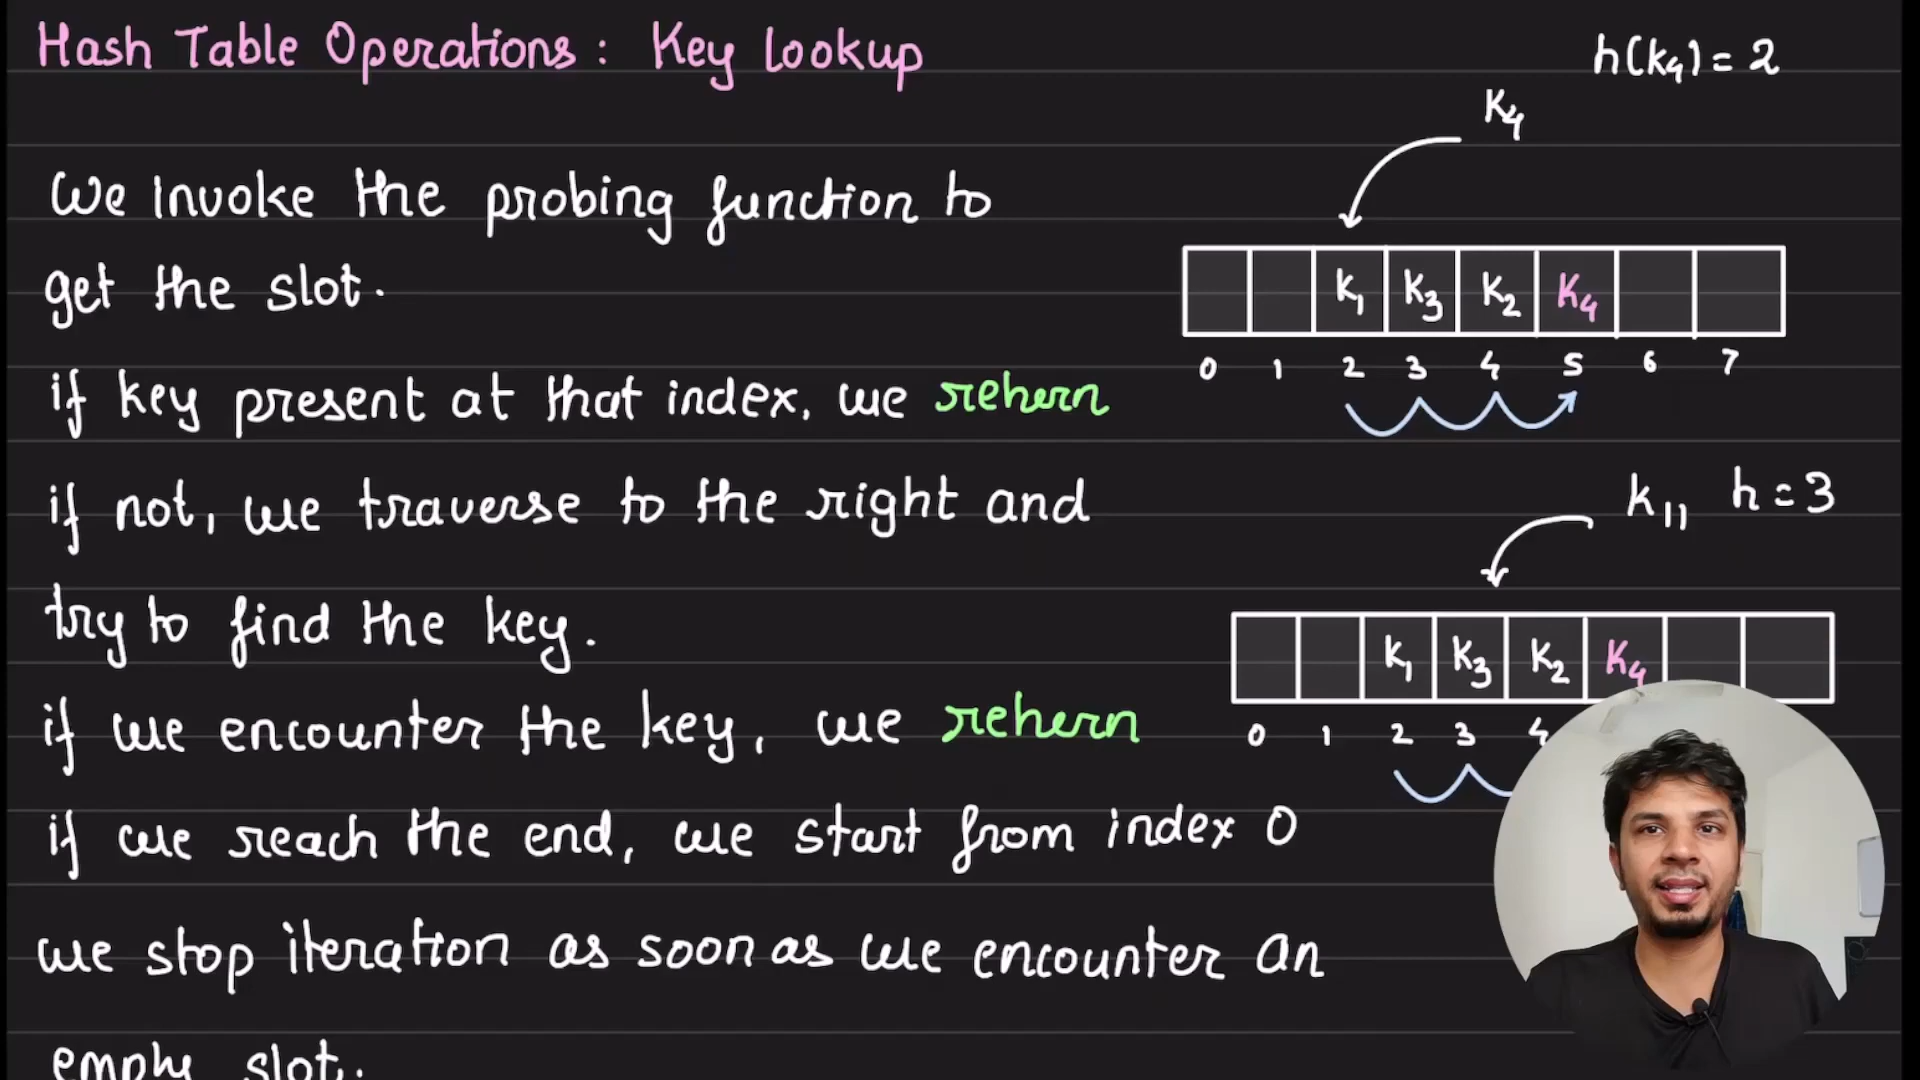 Hash Table Operations: Key lookup
h(k4) = 2
K4
We invoke the probing function to
get the slot.
k1 k3 k2 K4
0 1 2 3 4 5 6 7
if key present at that index, we return
if not, we traverse to the right and
k11 h = 3
try to find the key.
k1 k3 k2 K4
0 1 2 3 4
if we encounter the key, we return
if we reach the end, we start from index 0
we stop iteration as soon as we encounter an
empty slot.